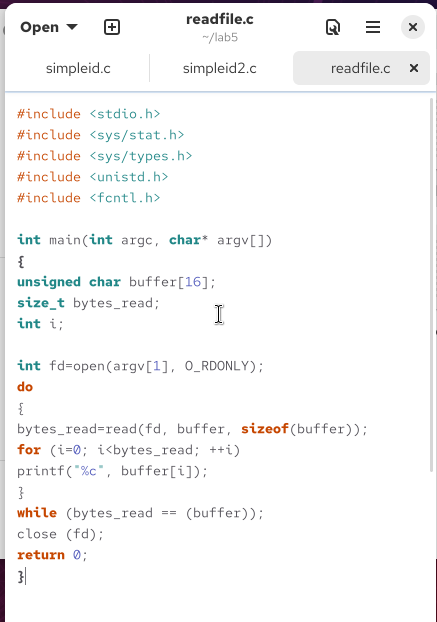 Open
readfile.c
~/lab5
simpleid.c simpleid2.c readfile.c
#include <stdio.h>
#include <sys/stat.h>
#include <sys/types.h>
#include <unistd.h>
#include <fcntl.h>

int main(int argc, char* argv[])
{
unsigned char buffer[16];
size_t bytes_read;
int i;

int fd=open(argv[1], O_RDONLY);
do
{
bytes_read=read(fd, buffer, sizeof(buffer));
for (i=0; i<bytes_read; ++i)
printf("%c", buffer[i]);
}
while (bytes_read == (buffer));
close (fd);
return 0;
}